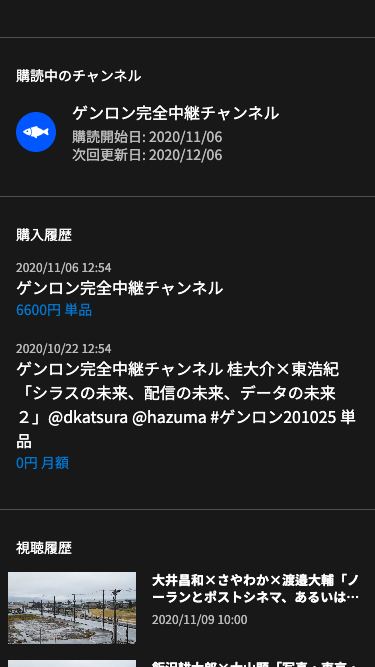 購読中のチャンネル
ゲンロン完全中継チャンネル
購読開始日: 2020/11/06
次回更新日: 2020/12/06
購入履歴
2020/11/06 12:54
ゲンロン完全中継チャンネル
6600円 単品
2020/10/22 12:54
ゲンロン完全中継チャンネル 桂大介×東浩紀
「シラスの未来、配信の未来、データの未来
２」@dkatsura @hazuma #ゲンロン201025 単
品
0円 月額
視聴履歴
大井昌和×さやわか×渡邉大輔「ノ
ーランとポストシネマ、あるいは…
2020/11/09 10:00